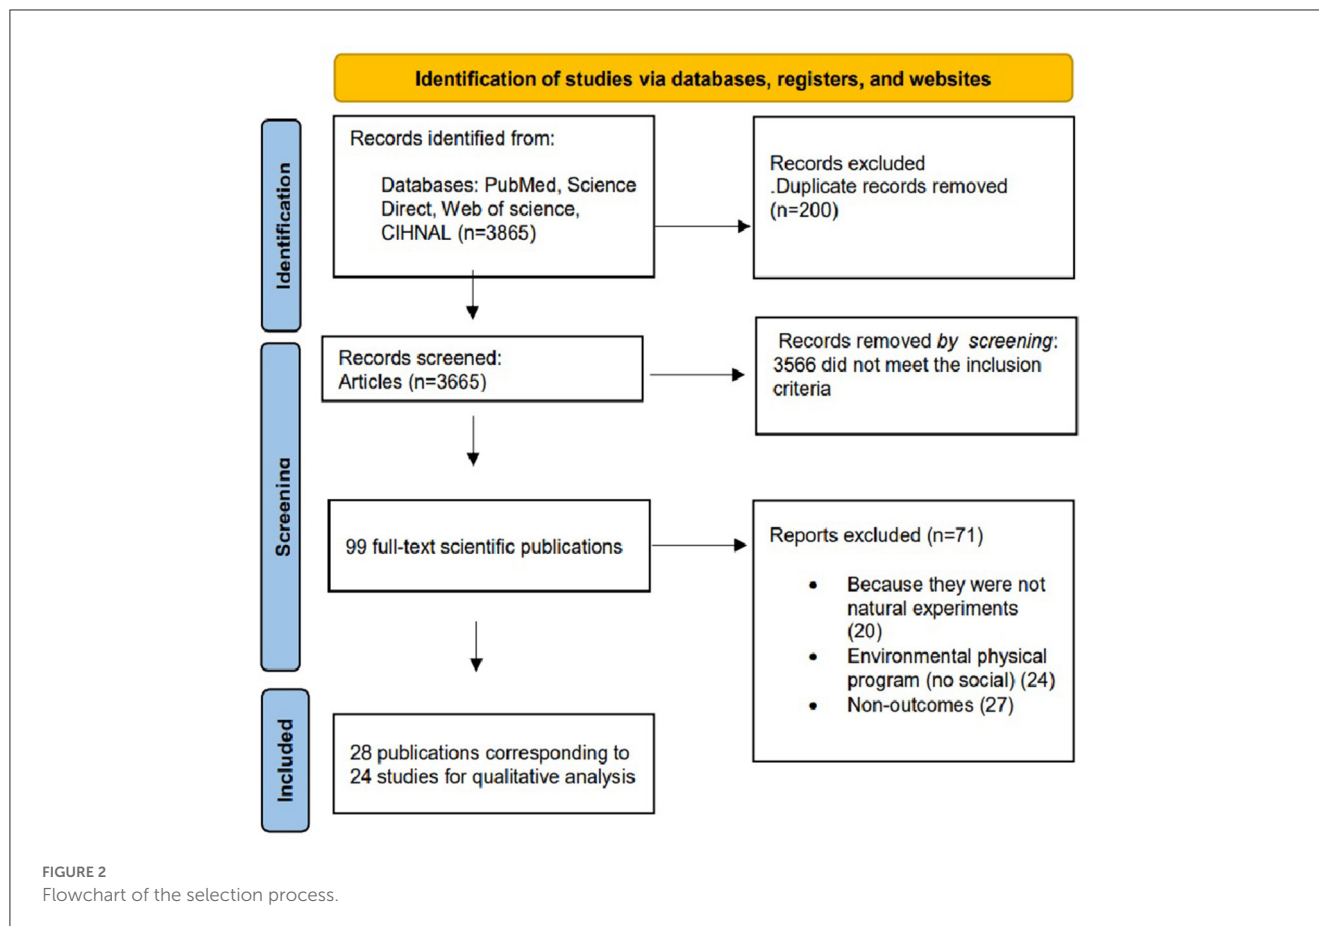 Identification of studies via databases, registers, and websites
Identification
Records identified from:
Databases: PubMed, Science
Direct, Web of science,
CIHNAL (n=3865)
Records excluded
.Duplicate records removed
(n=200)
Screening
Records screened:
Articles (n=3665)
Records removed by screening:
3566 did not meet the inclusion
criteria
99 full-text scientific publications
Reports excluded (n=71)
• Because they were not
natural experiments
(20)
• Environmental physical
program (no social) (24)
• Non-outcomes (27)
Included
28 publications corresponding to
24 studies for qualitative analysis
FIGURE 2
Flowchart of the selection process.